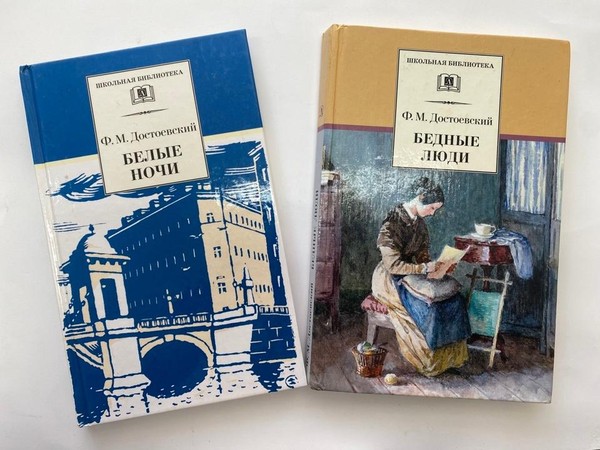 ШКОЛЬНАЯ БИБЛИОТЕКА
Ф. М. Достоевский
БЕЛЫЕ
НОЧИ
ШКОЛЬНАЯ БИБЛИОТЕКА
Ф. М. Достоевский
БЕДНЫЕ
ЛЮДИ